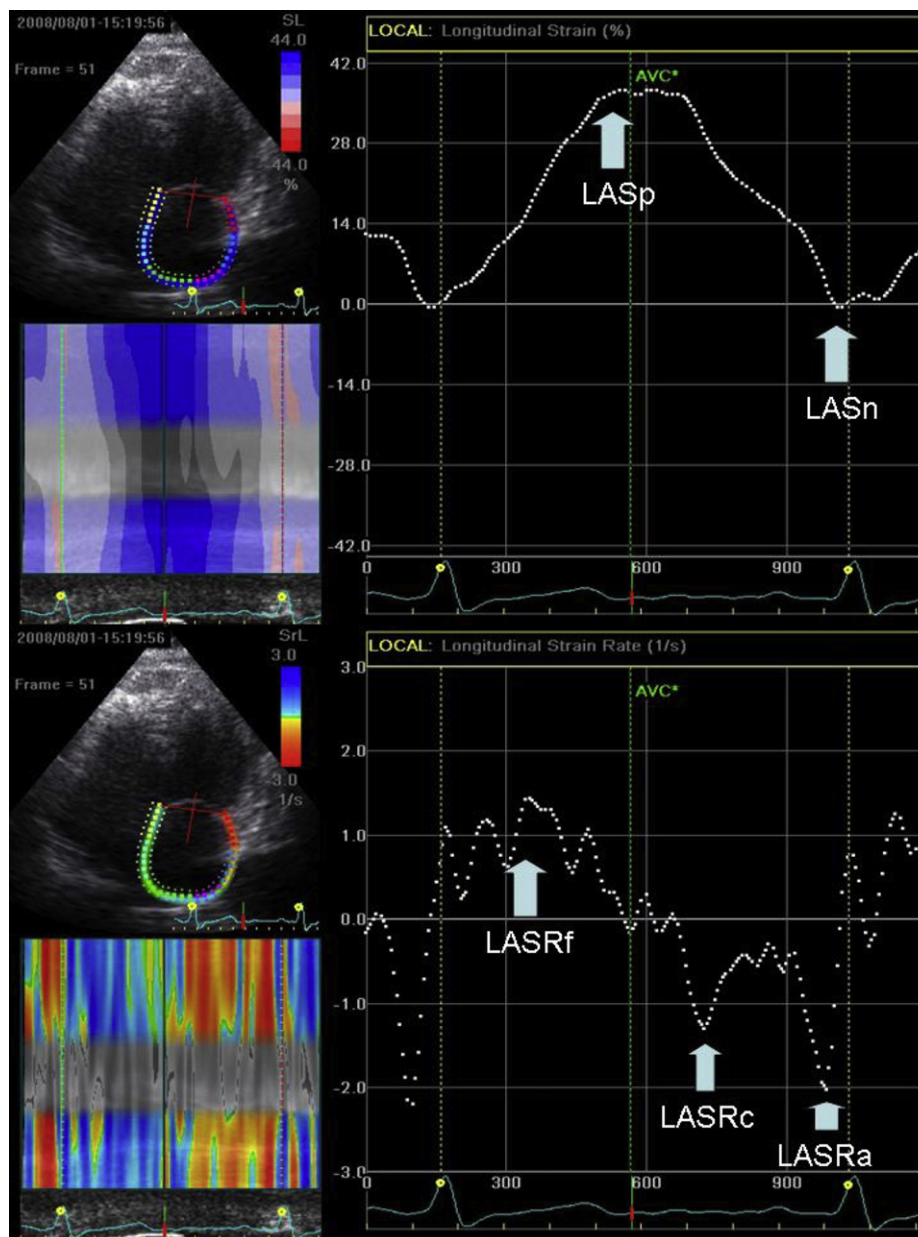 2008/08/01-15:19:56
SL
44.0
Frame = 51
-44.0
%
LOCAL: Longitudinal Strain (%)
42.0
AVC*
28.0
LASp
14.0
0.0
-14.0
LASn
-28.0
-42.0
0
300
600
900
2008/08/01-15:19:56
SrL
3.0
Frame = 51
-3.0
1/s
LOCAL: Longitudinal Strain Rate (1/s)
3.0
AVC*
2.0
1.0
0.0
LASRf
-1.0
-2.0
LASRc
LASRa
-3.0
0
300
600
900